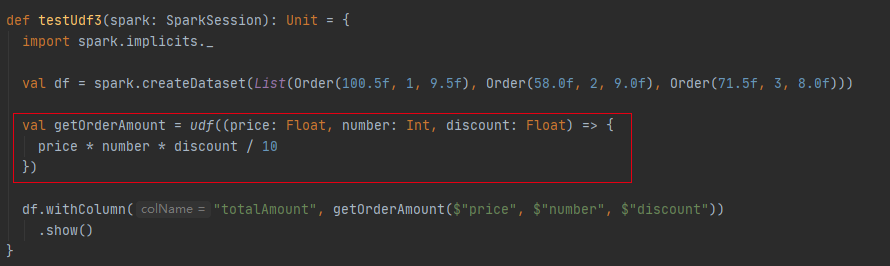 def testUdf3(spark: SparkSession): Unit = {
  import spark.implicits._
  val df = spark.createDataset(List(Order(100.5f, 1, 9.5f), Order(58.0f, 2, 9.0f), Order(71.5f, 3, 8.0f)))
  val getOrderAmount = udf((price: Float, number: Int, discount: Float) => {
    price * number * discount / 10
  })
  df.withColumn( colName = "totalAmount", getOrderAmount($"price", $"number", $"discount"))
    .show()
}